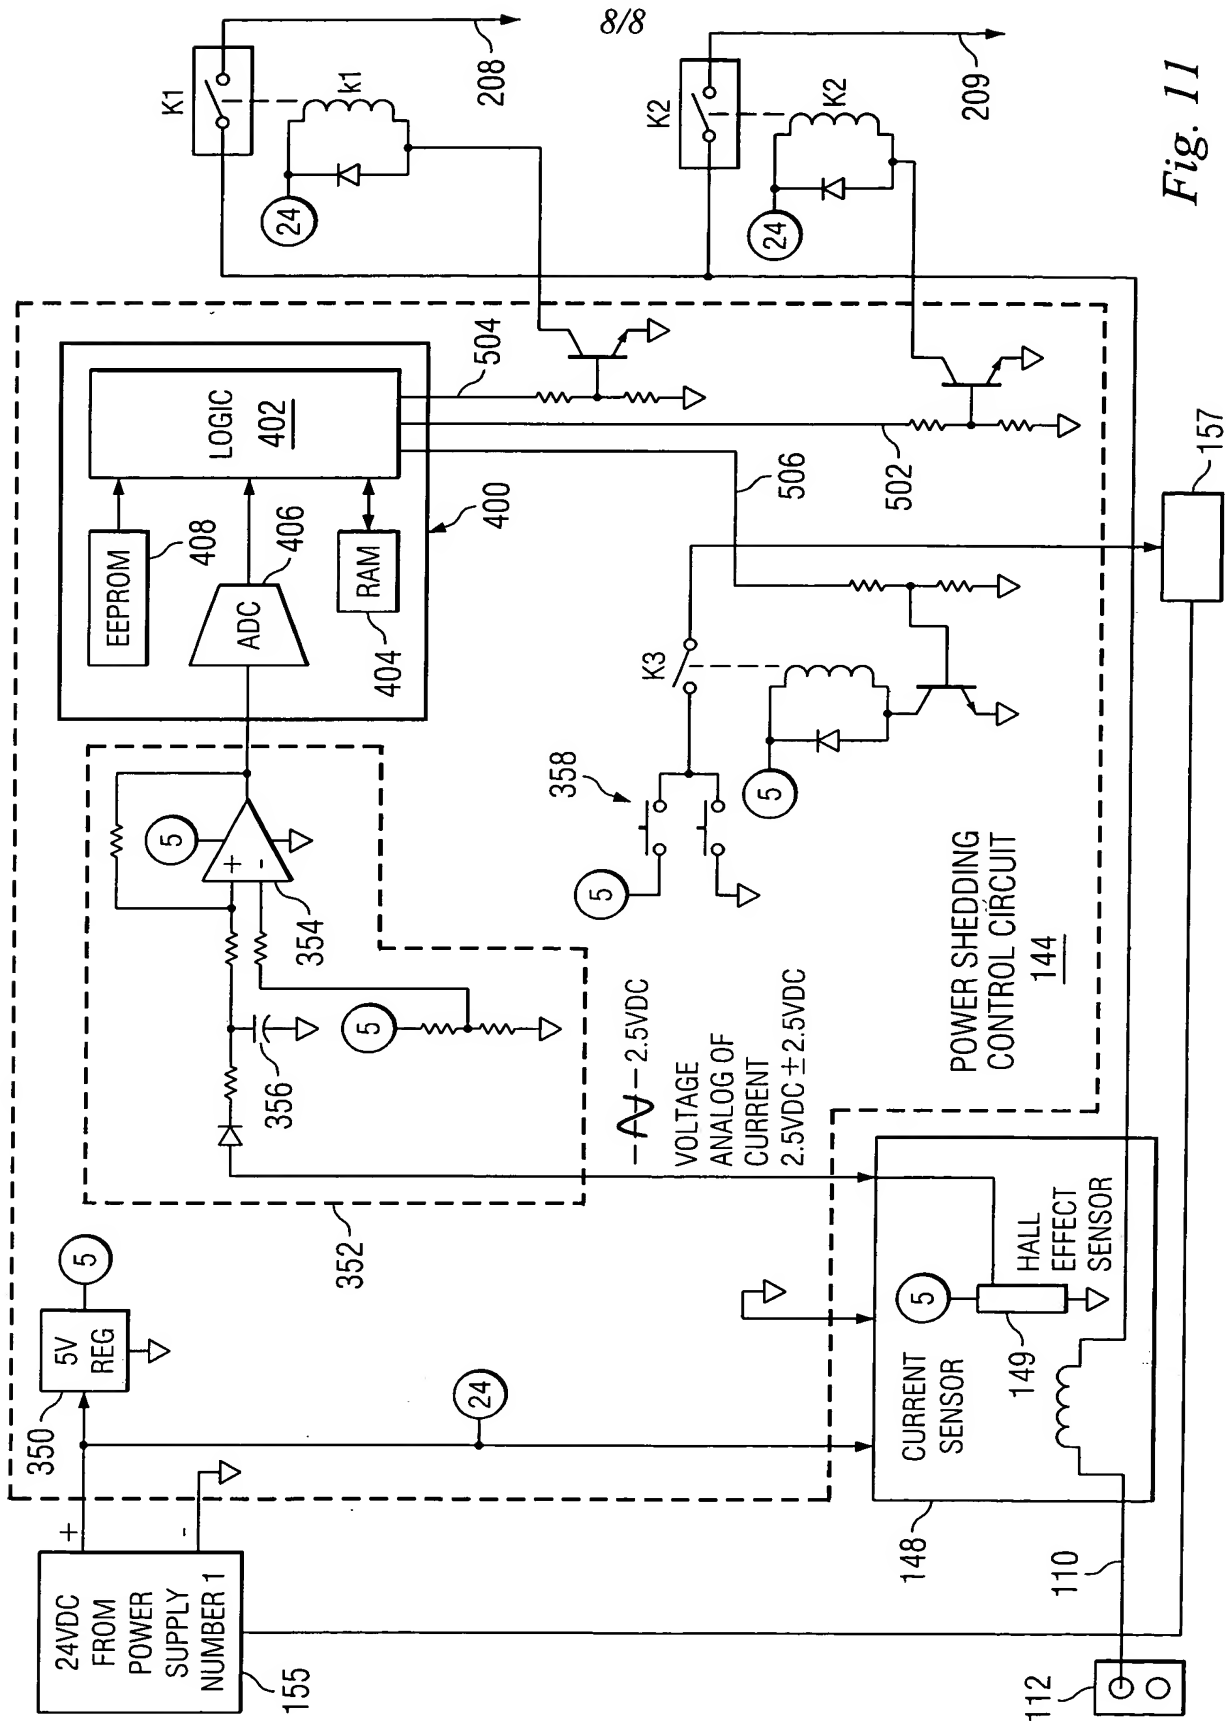 8/8
24VDC
FROM
POWER
SUPPLY
NUMBER 1
155
+
-
350
5V
REG
5
24
352
356
5
354
+
-
5
EEPROM
408
ADC
406
RAM
404
LOGIC
402
400
504
502
506
K1
k1
24
208
K2
K2
24
209
358
5
K3
5
157
2.5VDC
VOLTAGE
ANALOG OF
CURRENT
2.5VDC ± 2.5VDC
POWER SHEDDING
CONTROL CIRCUIT
144
CURRENT
SENSOR
148
5
149
HALL
EFFECT
SENSOR
110
112
Fig. 11